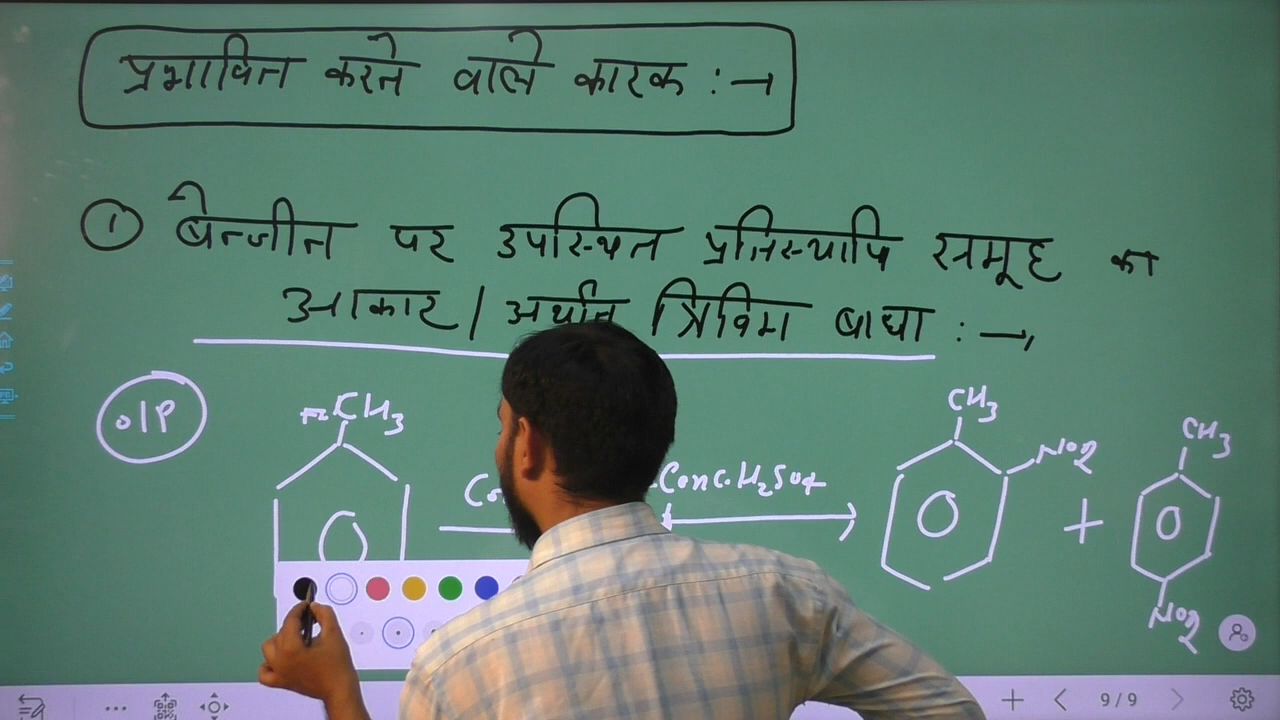 प्रभावित करने वाले कारक :→
① बेन्जीन पर उपस्थित प्रतिस्थापि समूह का
आकार / अर्थात त्रिविम बाधा :→
o/p
CH3
Conc. H2SO4
CH3
NO2
+
CH3
NO2
9/9